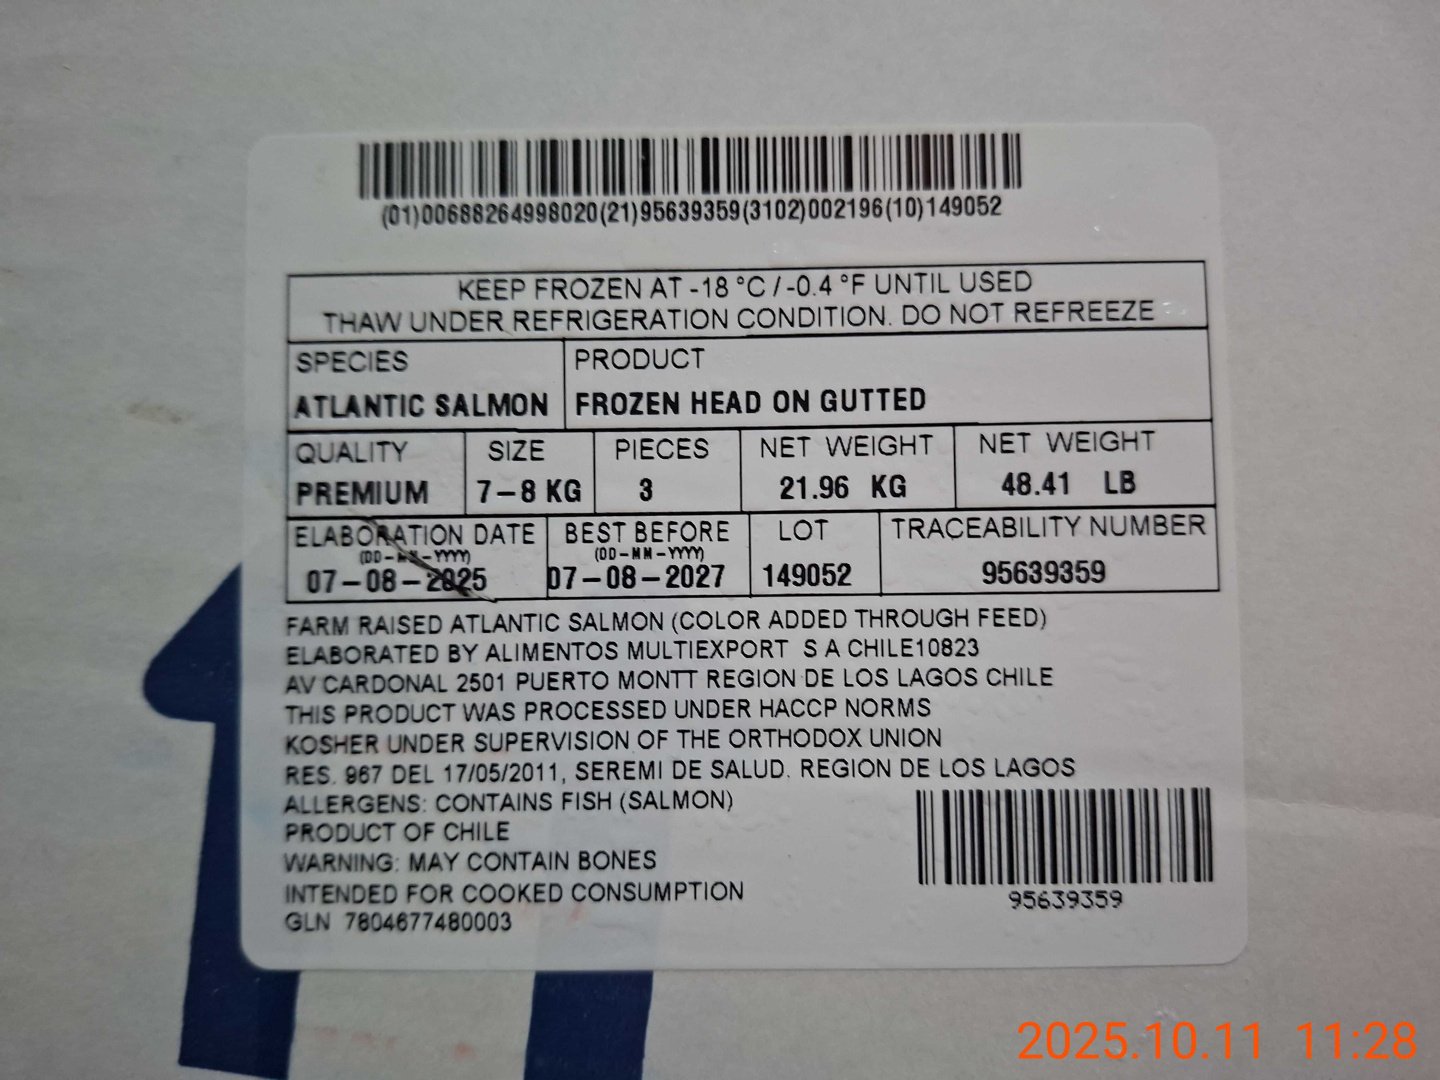 (01)00688264998020(21)95639359(3102)002196(10)149052
KEEP FROZEN AT -18 °C / -0.4 °F UNTIL USED
THAW UNDER REFRIGERATION CONDITION. DO NOT REFREEZE
SPECIES PRODUCT
ATLANTIC SALMON FROZEN HEAD ON GUTTED
QUALITY SIZE PIECES NET WEIGHT NET WEIGHT
PREMIUM 7-8 KG 3 21.96 KG 48.41 LB
ELABORATION DATE BEST BEFORE LOT TRACEABILITY NUMBER
(DD-MM-YYYY) (DD-MM-YYYY)
07-08-2025 07-08-2027 149052 95639359
FARM RAISED ATLANTIC SALMON (COLOR ADDED THROUGH FEED)
ELABORATED BY ALIMENTOS MULTIEXPORT S A CHILE10823
AV CARDONAL 2501 PUERTO MONTT REGION DE LOS LAGOS CHILE
THIS PRODUCT WAS PROCESSED UNDER HACCP NORMS
KOSHER UNDER SUPERVISION OF THE ORTHODOX UNION
RES. 967 DEL 17/05/2011, SEREMI DE SALUD. REGION DE LOS LAGOS
ALLERGENS: CONTAINS FISH (SALMON)
PRODUCT OF CHILE
WARNING: MAY CONTAIN BONES
INTENDED FOR COOKED CONSUMPTION
GLN 7804677480003
95639359
2025.10.11 11:28